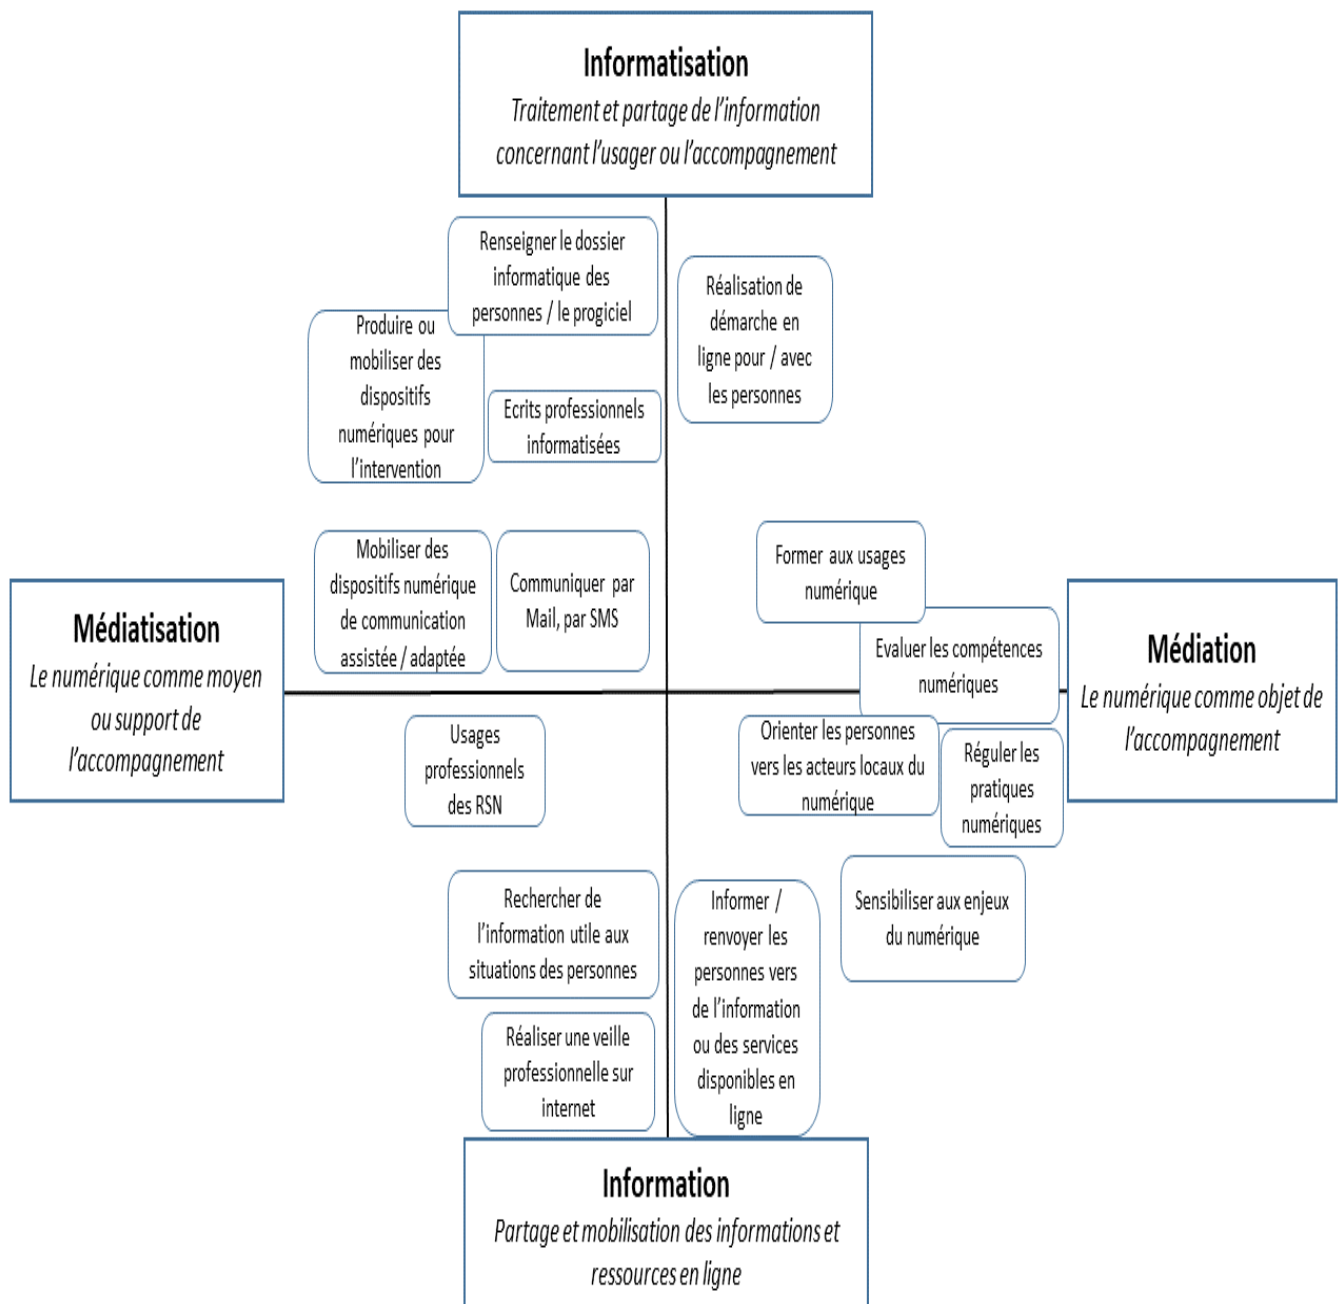 Informatisation
Traitement et partage de l'information
concernant l'usager ou l'accompagnement
Renseigner le dossier
informatique des
personnes / le progiciel
Réalisation de
démarche en
ligne pour / avec
les personnes
Produire ou
mobiliser des
dispositifs
numériques pour
l'intervention
Ecrits professionnels
informatisées
Mobiliser des
dispositifs numérique
de communication
assistée / adaptée
Communiquer par
Mail, par SMS
Former aux usages
numérique
Evaluer les compétences
numériques
Médiatisation
Le numérique comme moyen
ou support de
l'accompagnement
Médiation
Le numérique comme objet de
l'accompagnement
Usages
professionnels
des RSN
Orienter les personnes
vers les acteurs locaux du
numérique
Réguler les
pratiques
numériques
Rechercher de
l'information utile aux
situations des personnes
Informer /
renvoyer les
personnes vers
de l'information
ou des services
disponibles en
ligne
Sensibiliser aux enjeux
du numérique
Réaliser une veille
professionnelle sur
internet
Information
Partage et mobilisation des informations et
ressources en ligne